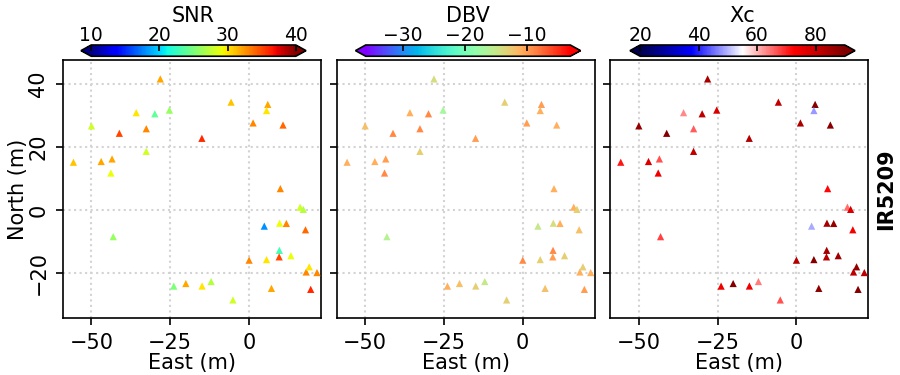 SNR DBV Xc
10 20 30 40 −30 −20 −10 20 40 60 80
North (m)
40
20
0
−20
−50 −25 0 −50 −25 0 −50 −25 0
East (m) East (m) East (m)
IR5209